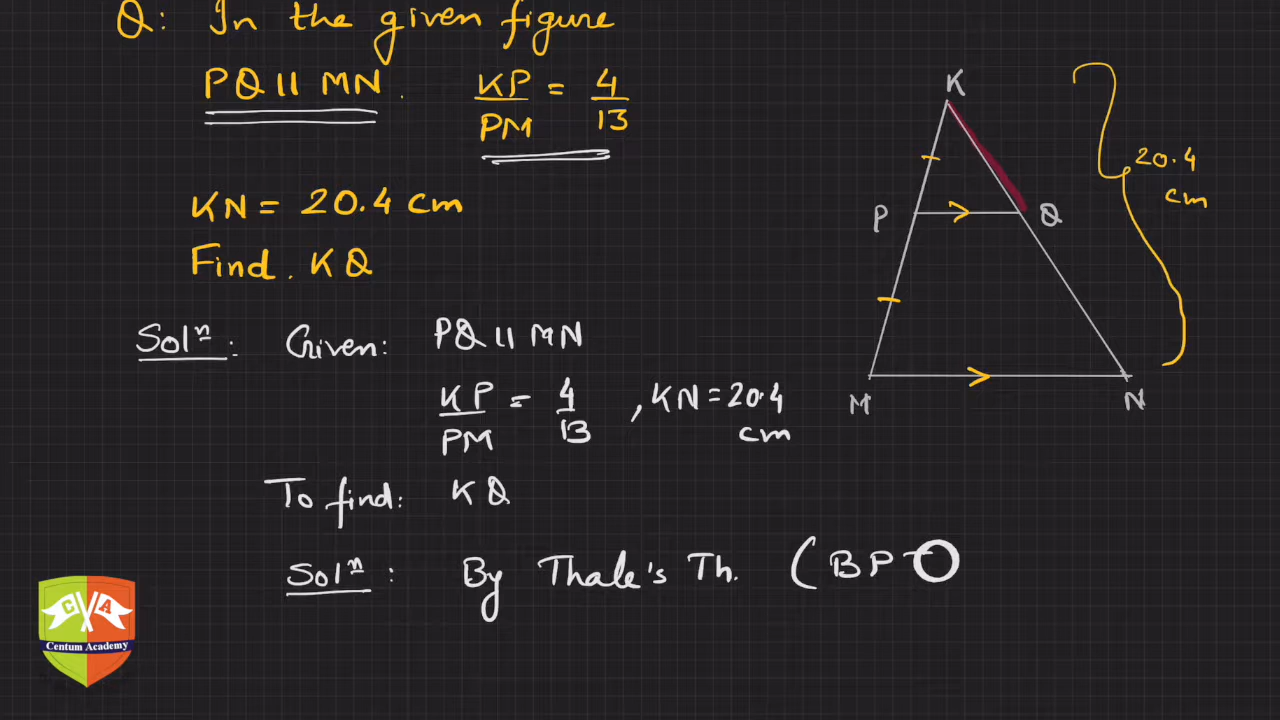 Q: In the given figure
PQ || MN. KP/PM = 4/13
KN = 20.4 cm
Find. KQ
Solⁿ: Given: PQ || MN
KP/PM = 4/13, KN = 20.4
cm
To find: KQ
Solⁿ: By Thale's Th. (BPT
K
P
Q
M
N
20.4
cm
C A
Centum Academy